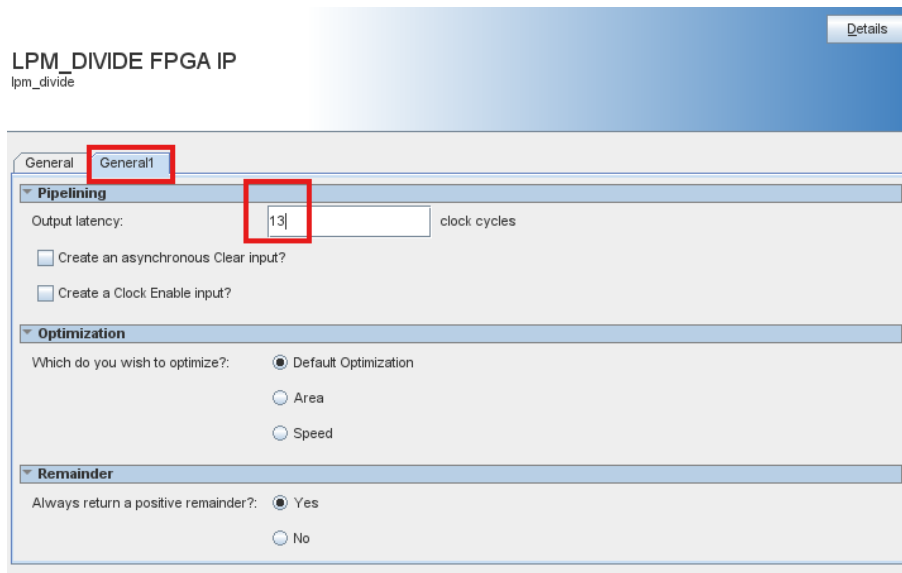 Details
LPM_DIVIDE FPGA IP
lpm_divide
General General1
Pipelining
Output latency: 13 clock cycles
Create an asynchronous Clear input?
Create a Clock Enable input?
Optimization
Which do you wish to optimize?: Default Optimization
Area
Speed
Remainder
Always return a positive remainder?: Yes
No